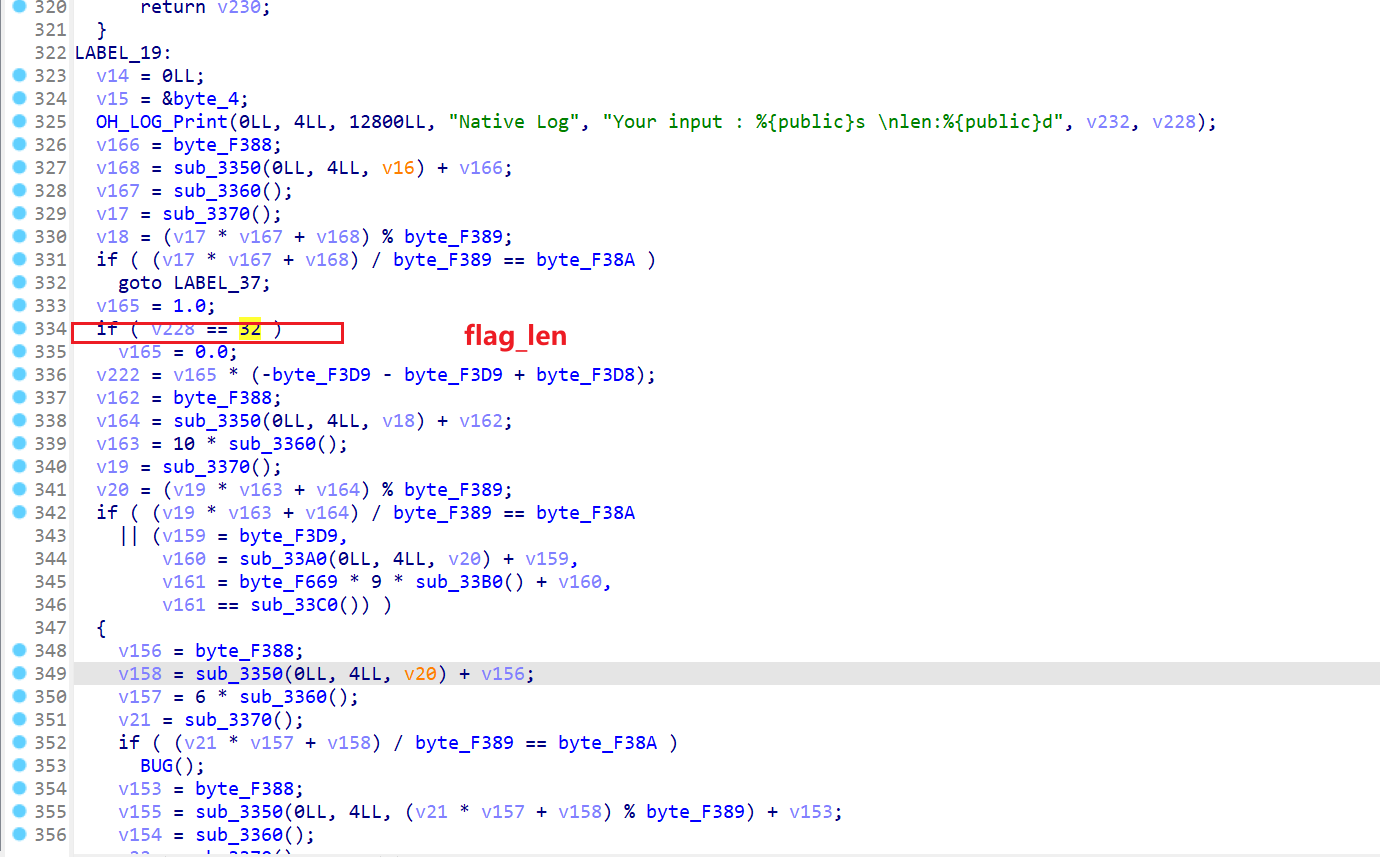 320 return v230;
321 }
322 LABEL_19:
323 v14 = 0LL;
324 v15 = &byte_4;
325 OH_LOG_Print(0LL, 4LL, 12800LL, "Native Log", "Your input : %{public}s \nlen:%{public}d", v232, v228);
326 v166 = byte_F388;
327 v168 = sub_3350(0LL, 4LL, v16) + v166;
328 v167 = sub_3360();
329 v17 = sub_3370();
330 v18 = (v17 * v167 + v168) % byte_F389;
331 if ( (v17 * v167 + v168) / byte_F389 == byte_F38A )
332 goto LABEL_37;
333 v165 = 1.0;
334 if ( v228 == 32 ) flag_len
335 v165 = 0.0;
336 v222 = v165 * (-byte_F3D9 - byte_F3D9 + byte_F3D8);
337 v162 = byte_F388;
338 v164 = sub_3350(0LL, 4LL, v18) + v162;
339 v163 = 10 * sub_3360();
340 v19 = sub_3370();
341 v20 = (v19 * v163 + v164) % byte_F389;
342 if ( (v19 * v163 + v164) / byte_F389 == byte_F38A
343 || (v159 = byte_F3D9,
344 v160 = sub_33A0(0LL, 4LL, v20) + v159,
345 v161 = byte_F669 * 9 * sub_33B0() + v160,
346 v161 == sub_33C0()) )
347 {
348 v156 = byte_F388;
349 v158 = sub_3350(0LL, 4LL, v20) + v156;
350 v157 = 6 * sub_3360();
351 v21 = sub_3370();
352 if ( (v21 * v157 + v158) / byte_F389 == byte_F38A )
353 BUG();
354 v153 = byte_F388;
355 v155 = sub_3350(0LL, 4LL, (v21 * v157 + v158) % byte_F389) + v153;
356 v154 = sub_3360();